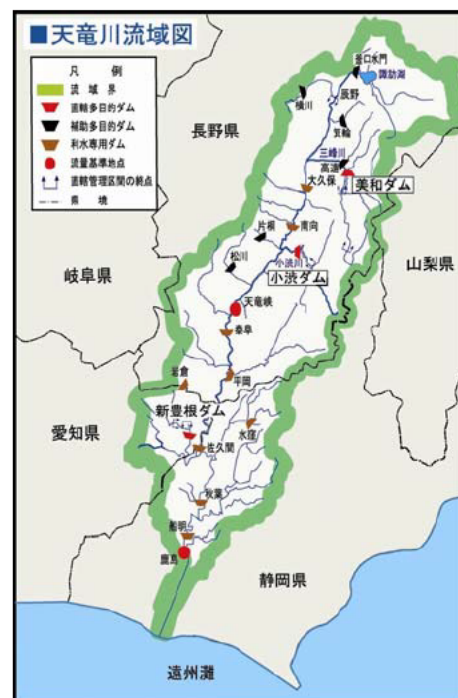 ■天竜川流域図
凡 例
流 域 界
直轄多目的ダム
補助多目的ダム
利水専用ダム
流量基準地点
直轄管理区間の終点
県 境
釜口水門
諏訪湖
辰野
横川
箕輪
長野県
三峰川
高遠
美和ダム
大久保
片桐
南向
松川
小渋川
小渋ダム
山梨県
岐阜県
天竜峡
泰阜
平岡
岩倉
新豊根ダム
愛知県
水窪
佐久間
秋葉
船明
鹿島
静岡県
遠州灘